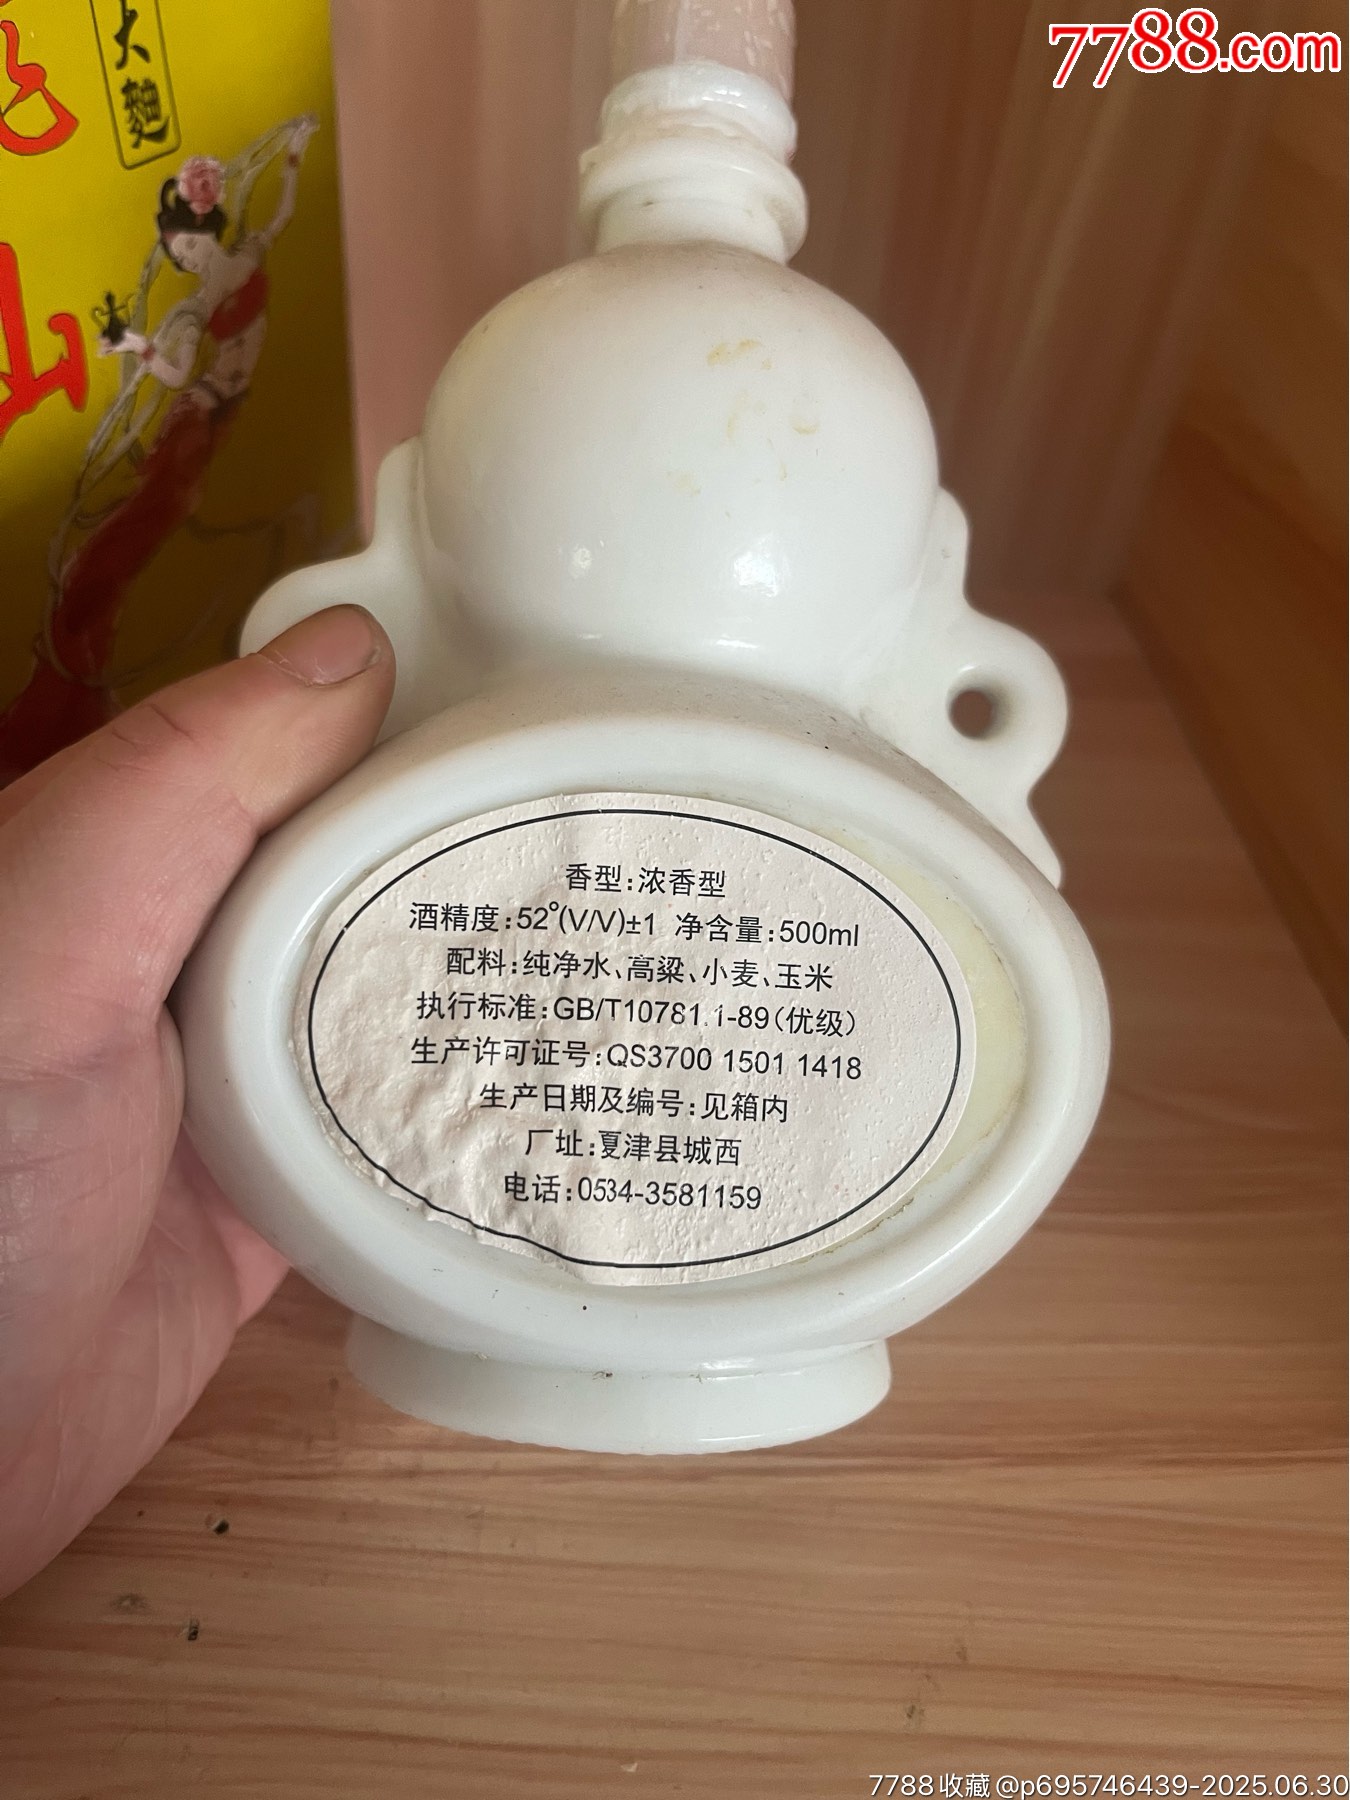 7788.com
大麯
仙
香型:浓香型
酒精度:52°(V/V)±1 净含量:500ml
配料:纯净水、高粱、小麦、玉米
执行标准:GB/T10781.1-89(优级)
生产许可证号:QS3700 1501 1418
生产日期及编号:见箱内
厂址:夏津县城西
电话:0534-3581159
7788收藏@p695746439-2025.06.30